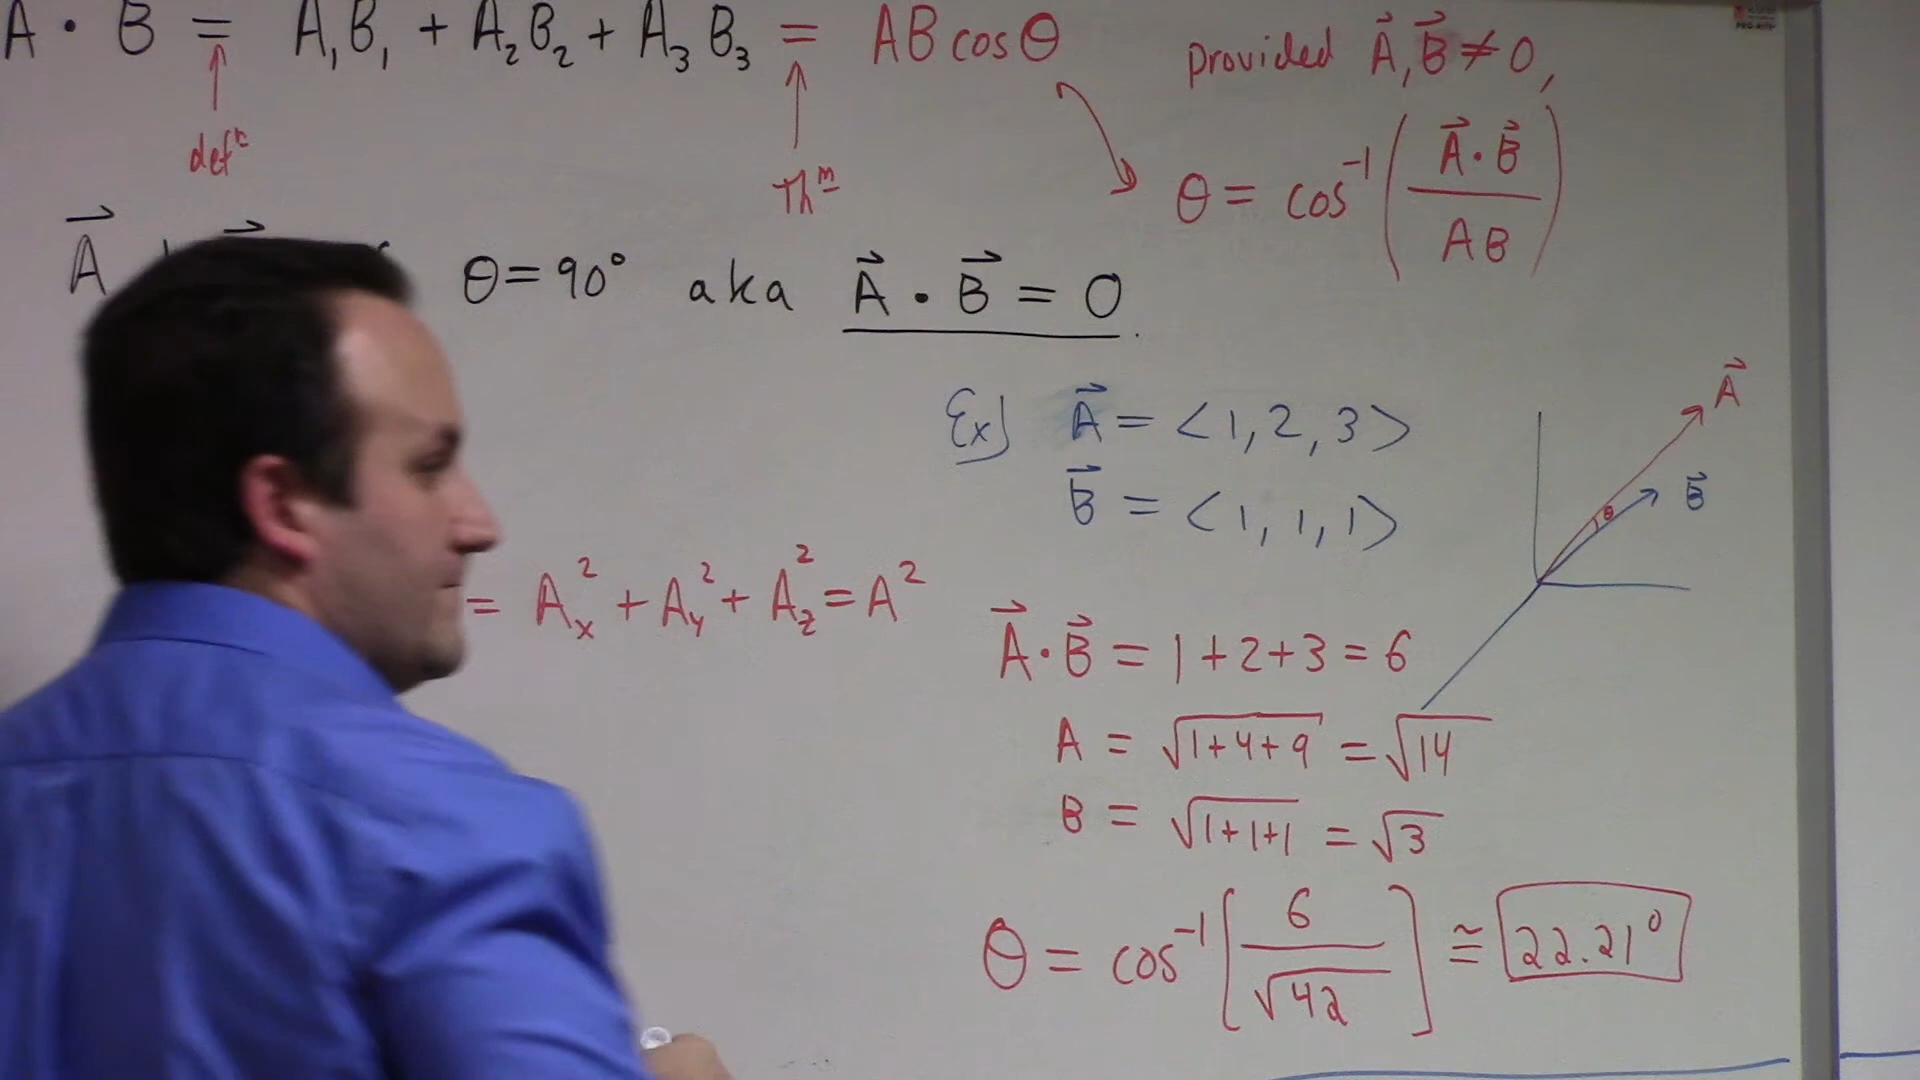 A · B = A₁B₁ + A₂B₂ + A₃B₃ = AB cosθ
provided A⃗, B⃗ ≠ 0,
defⁿ
Thᵐ
θ = cos⁻¹(A⃗·B⃗ / AB)
A⃗ θ = 90° aka A⃗ · B⃗ = 0.
Ex) A⃗ = <1, 2, 3>
B⃗ = <1, 1, 1>
A⃗
B⃗
θ
= Aₓ² + Aᵧ² + A_z² = A²
A⃗·B⃗ = 1+2+3 = 6
A = √(1+4+9) = √14
B = √(1+1+1) = √3
θ = cos⁻¹[6 / √42] ≅ 22.21°